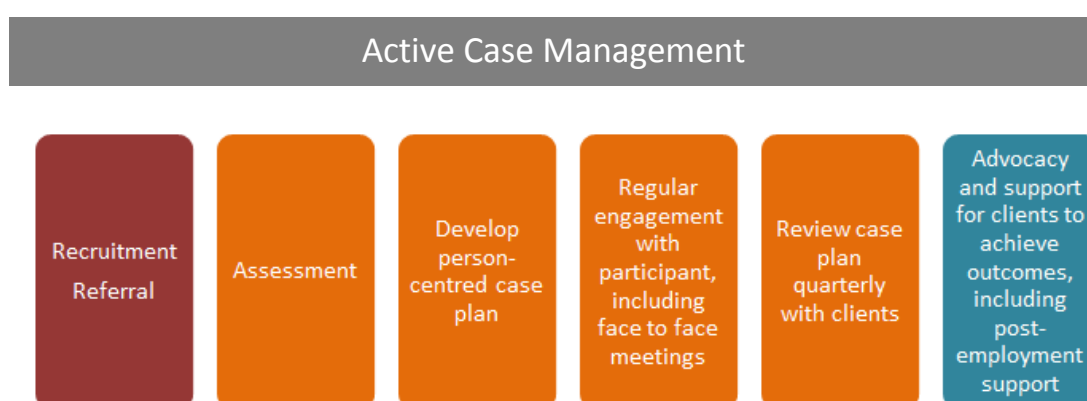 Active Case Management
Recruitment
Referral
Assessment
Develop
person-
centred case
plan
Regular
engagement
with
participant,
including
face to face
meetings
Review case
plan
quarterly
with clients
Advocacy
and support
for clients to
achieve
outcomes,
including
post-
employment
support